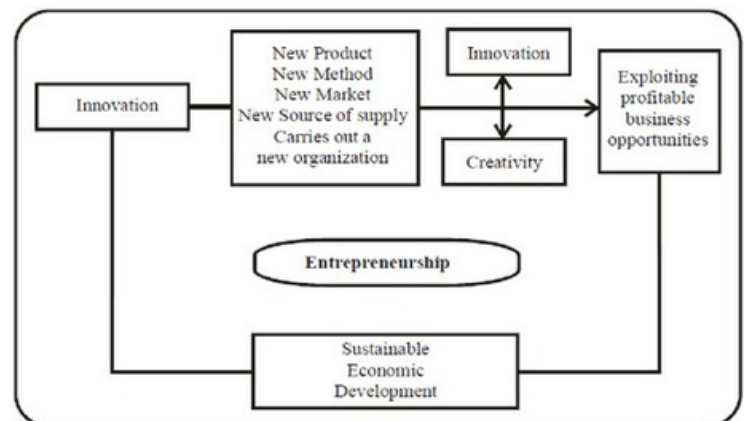 Innovation
New Product
New Method
New Market
New Source of supply
Carries out a
new organization
Innovation
Creativity
Exploiting
profitable
business
opportunities
Entrepreneurship
Sustainable
Economic
Development